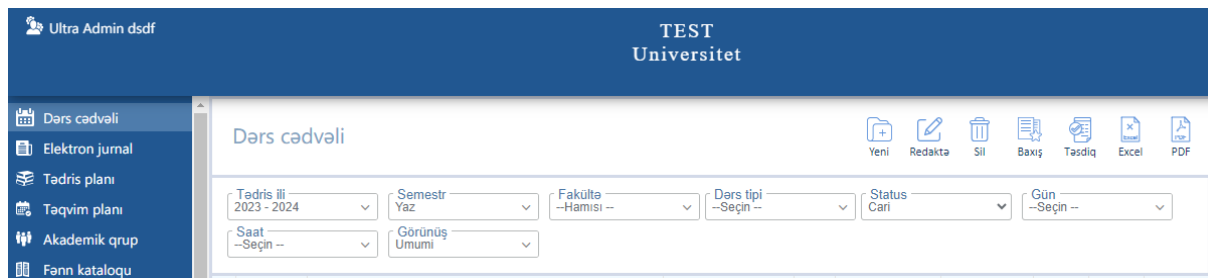 Ultra Admin dsdf
TEST
Universitet
Dərs cədvəli
Elektron jurnal
Tədris planı
Təqvim planı
Akademik qrup
Fənn kataloqu
Dərs cədvəli
Yeni Redaktə Sil Baxış Təsdiq Excel PDF
Tədris ili Semestr Fakültə Dərs tipi Status Gün
2023 - 2024 Yaz --Hamısı -- --Seçin -- Cari --Seçin --
Saat Görünüş
--Seçin -- Umumi